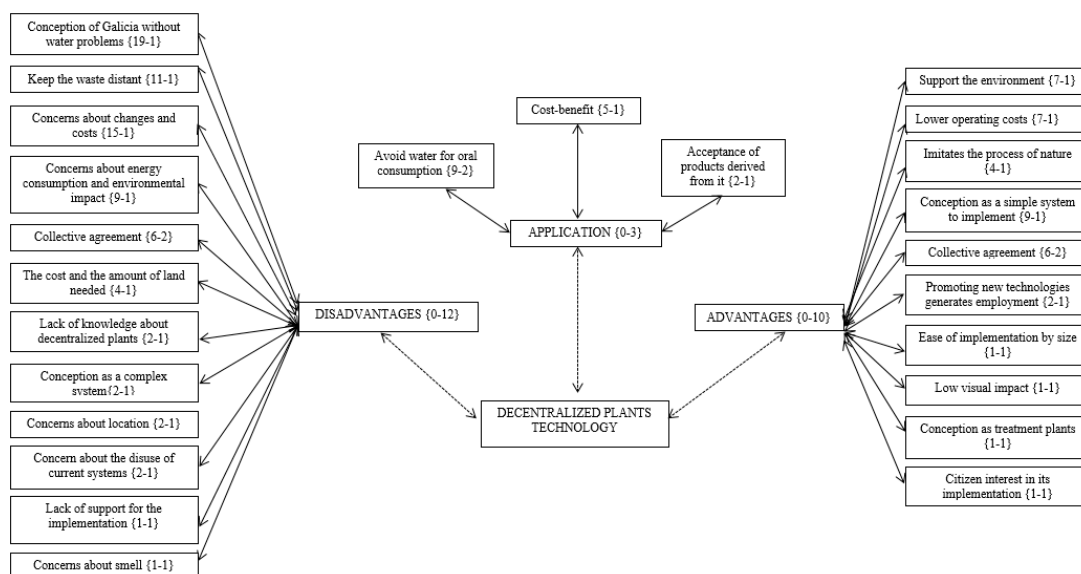 Conception of Galicia without
water problems {19-1}
Keep the waste distant {11-1}
Concerns about changes and
costs {15-1}
Concerns about energy
consumption and environmental
impact {9-1}
Collective agreement {6-2}
The cost and the amount of land
needed {4-1}
Lack of knowledge about
decentralized plants {2-1}
Conception as a complex
system{2-1}
Concerns about location {2-1}
Concern about the disuse of
current systems {2-1}
Lack of support for the
implementation {1-1}
Concerns about smell {1-1}
DISADVANTAGES {0-12}
Cost-benefit {5-1}
Avoid water for oral
consumption {9-2}
Acceptance of
products derived
from it {2-1}
APPLICATION {0-3}
DECENTRALIZED PLANTS
TECHNOLOGY
ADVANTAGES {0-10}
Support the environment {7-1}
Lower operating costs {7-1}
Imitates the process of nature
{4-1}
Conception as a simple system
to implement {9-1}
Collective agreement {6-2}
Promoting new technologies
generates employment {2-1}
Ease of implementation by size
{1-1}
Low visual impact {1-1}
Conception as treatment plants
{1-1}
Citizen interest in its
implementation {1-1}